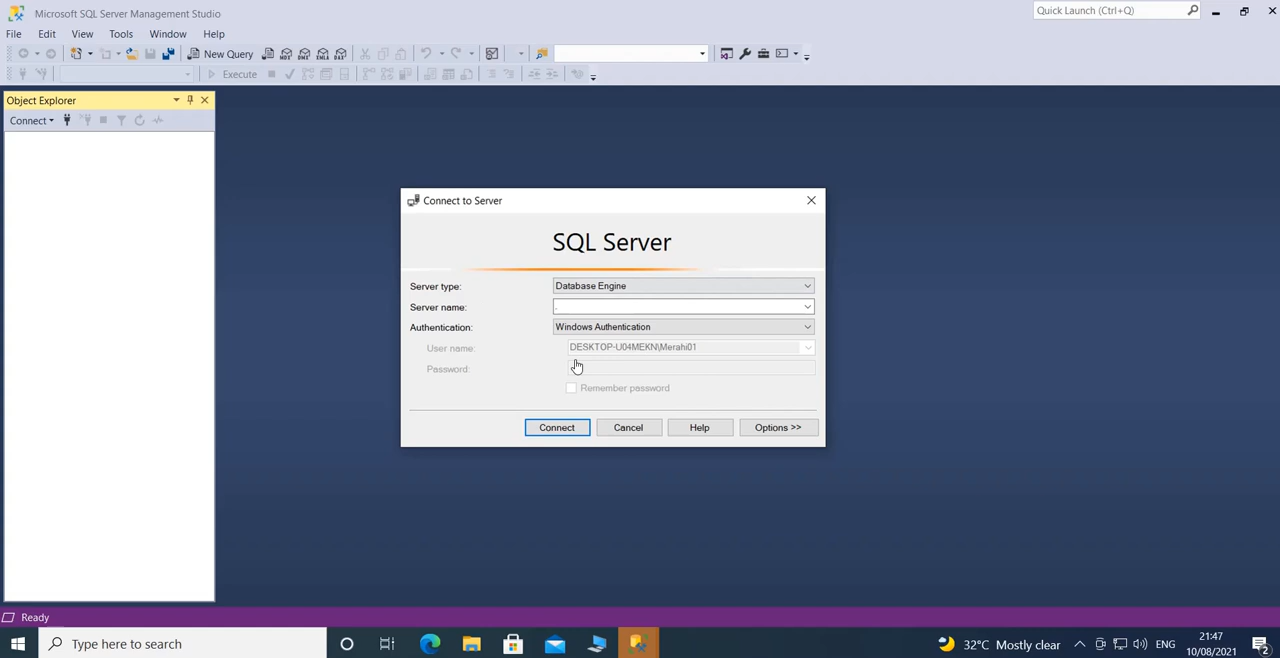 Microsoft SQL Server Management Studio
Quick Launch (Ctrl+Q)
File Edit View Tools Window Help
New Query
Execute
Object Explorer
Connect
Connect to Server
SQL Server
Server type: Database Engine
Server name: .
Authentication: Windows Authentication
User name: DESKTOP-U04MEKN\Merahi01
Password:
Remember password
Connect Cancel Help Options >>
Ready
Type here to search
32°C Mostly clear
ENG
21:47
10/08/2021
2